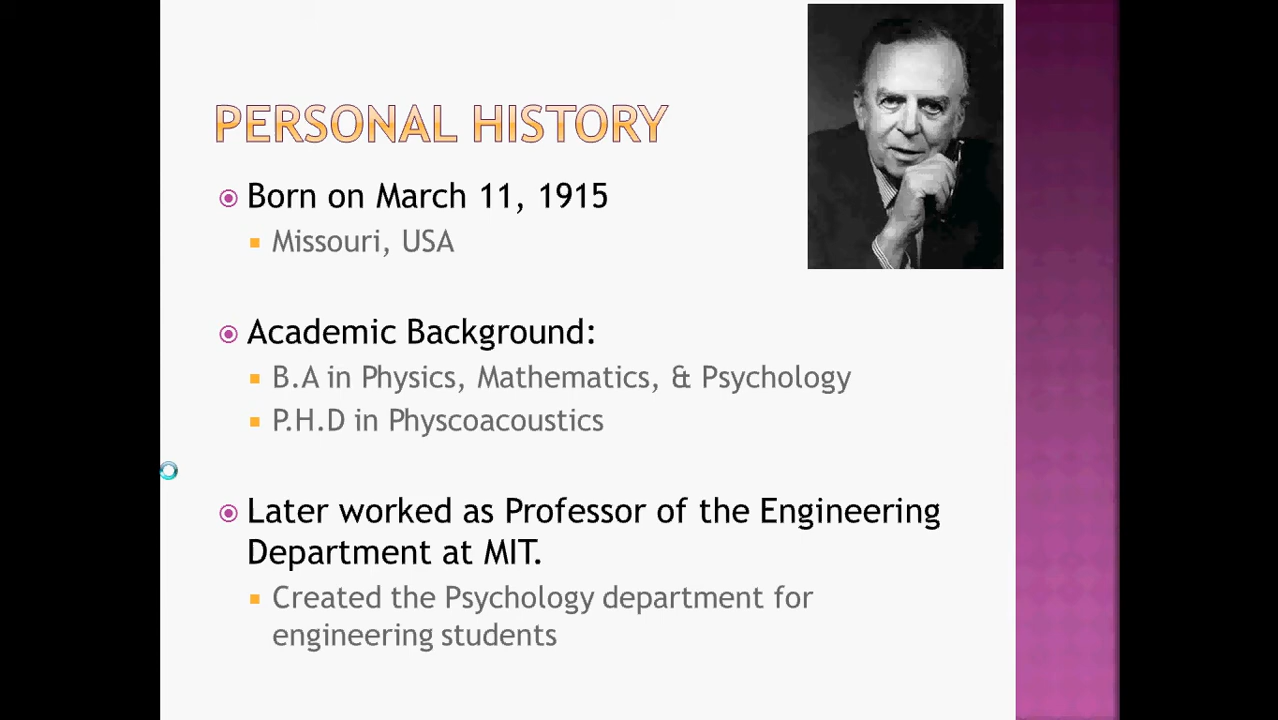 PERSONAL HISTORY
Born on March 11, 1915
Missouri, USA
Academic Background:
B.A in Physics, Mathematics, & Psychology
P.H.D in Physcoacoustics
Later worked as Professor of the Engineering
Department at MIT.
Created the Psychology department for
engineering students